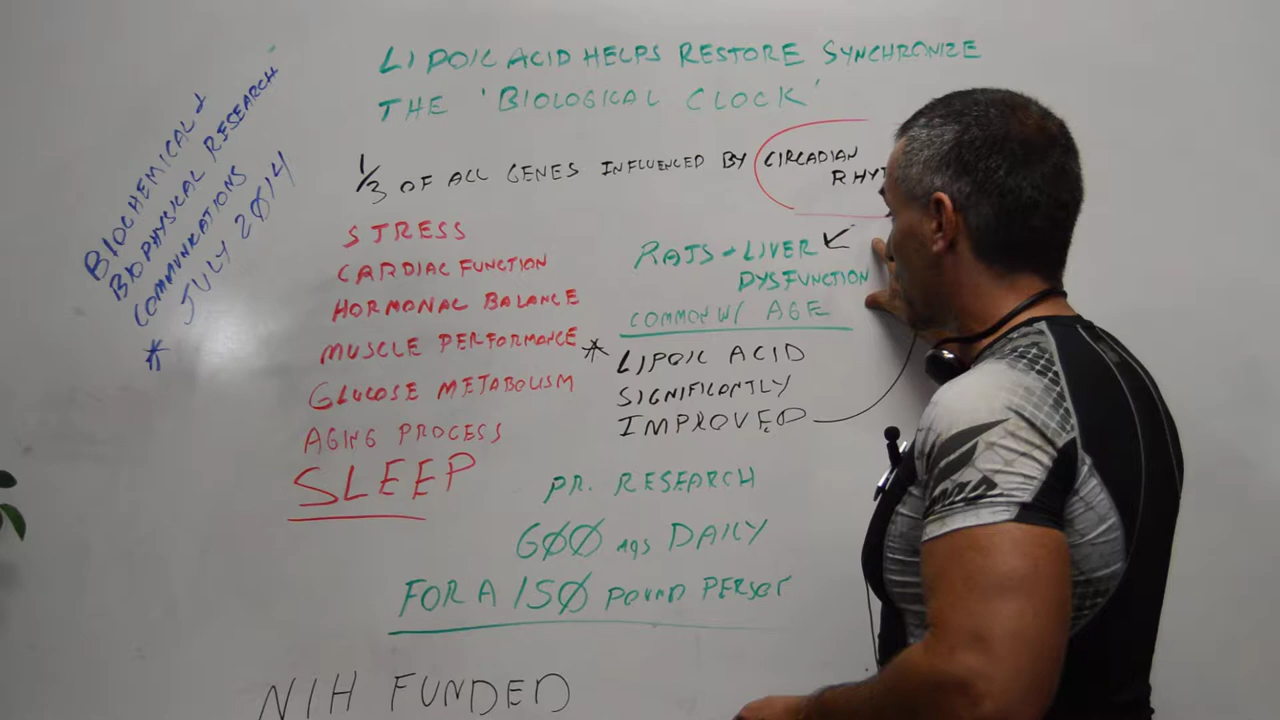 LIPOIC ACID HELPS RESTORE SYNCHRONIZE
THE 'BIOLOGICAL CLOCK'
BIOCHEMICAL &
BIOPHYSICAL RESEARCH
COMMUNICATIONS
* JULY 2014
1/3 OF ALL GENES INFLUENCED BY CIRCADIAN
RHYT
STRESS
CARDIAC FUNCTION
HORMONAL BALANCE
MUSCLE PERFORMANCE
GLUCOSE METABOLISM
AGING PROCESS
SLEEP
RATS - LIVER
DYSFUNCTION
COMMON W/ AGE
* LIPOIC ACID
SIGNIFICANTLY
IMPROVED
PR. RESEARCH
600 mgs DAILY
FOR A 150 POUND PERSON
NIH FUNDED